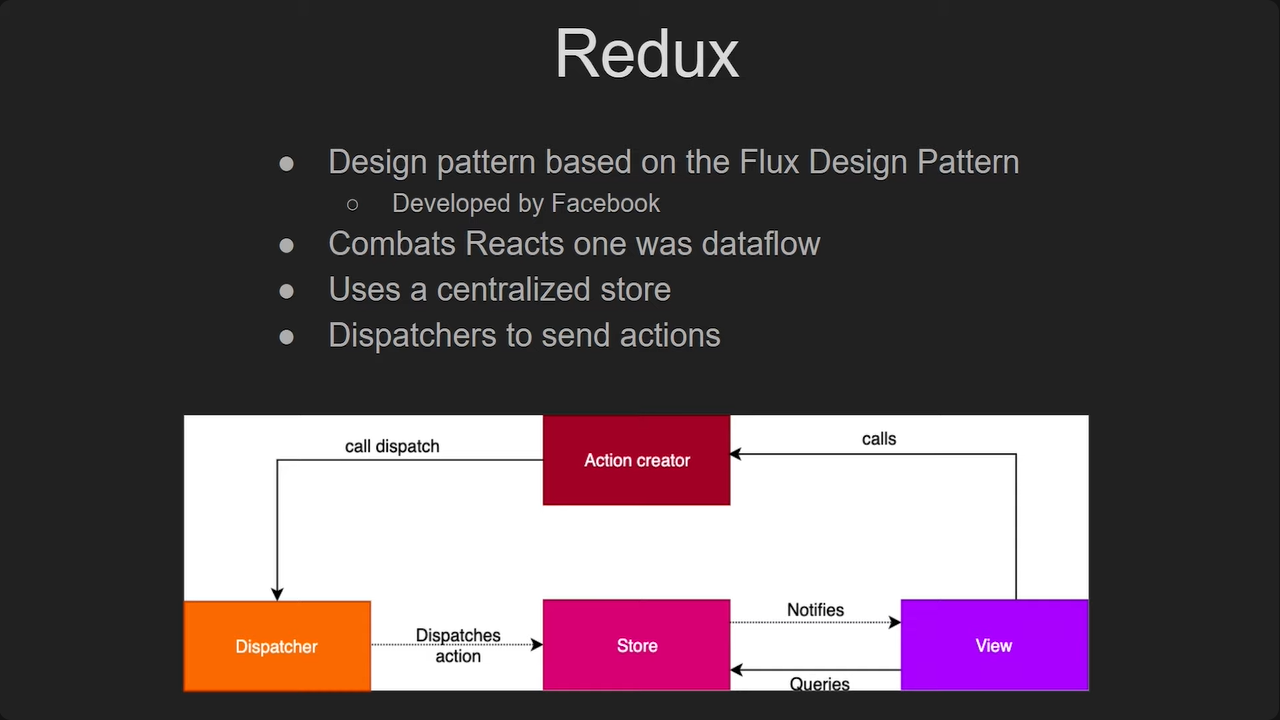 Redux
● Design pattern based on the Flux Design Pattern
○ Developed by Facebook
● Combats Reacts one was dataflow
● Uses a centralized store
● Dispatchers to send actions
call dispatch
Action creator
calls
Dispatcher
Dispatches
action
Store
Notifies
Queries
View